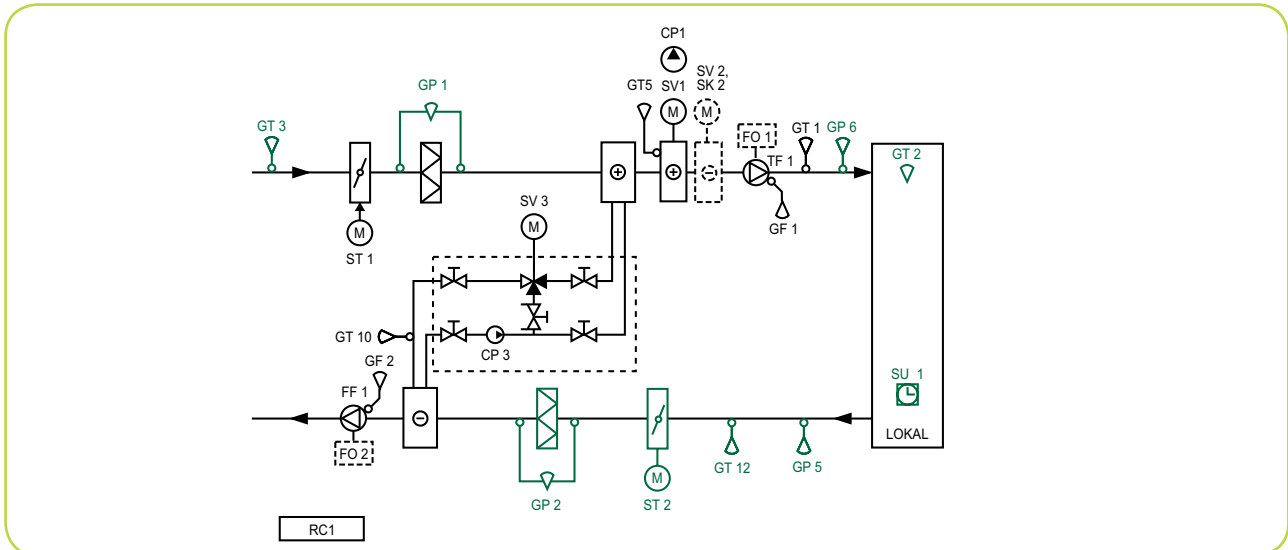 CP1
SV 2,
SK 2
GT5
SV1
M
M
GP 1
GT 3
FO 1
TF 1
GT 1
GP 6
GT 2
SV 3
M
M
ST 1
GF 1
GT 10
CP 3
GF 2
FF 1
FO 2
SU 1
LOKAL
GT 12
GP 5
M
GP 2
ST 2
RC1